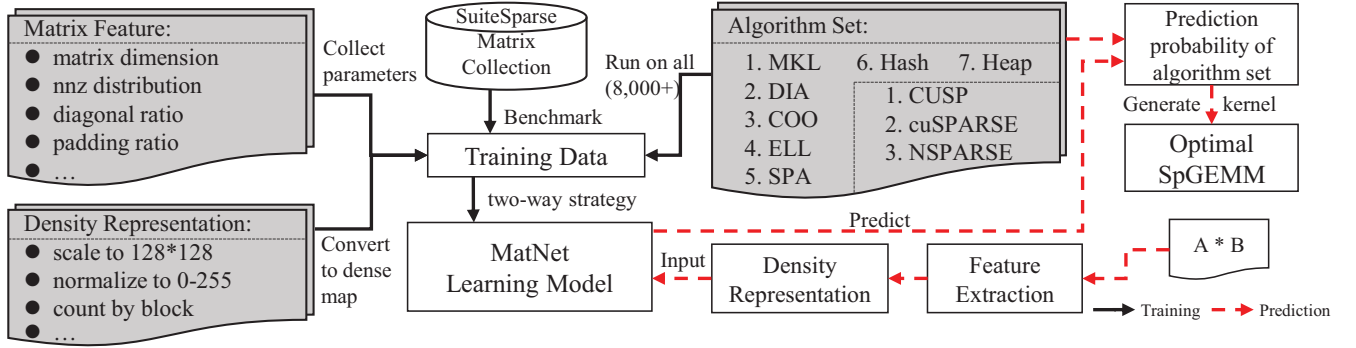 Matrix Feature:
● matrix dimension
● nnz distribution
● diagonal ratio
● padding ratio
● …
Density Representation:
● scale to 128*128
● normalize to 0-255
● count by block
● …
Collect
parameters
Convert
to dense
map
SuiteSparse
Matrix
Collection
Benchmark
Training Data
two-way strategy
MatNet
Learning Model
Run on all
(8,000+)
Algorithm Set:
1. MKL 6. Hash 7. Heap
2. DIA
3. COO
4. ELL
5. SPA
1. CUSP
2. cuSPARSE
3. NSPARSE
Predict
Input
Density
Representation
Feature
Extraction
A * B
Prediction
probability of
algorithm set
Generate kernel
Optimal
SpGEMM
Training Prediction